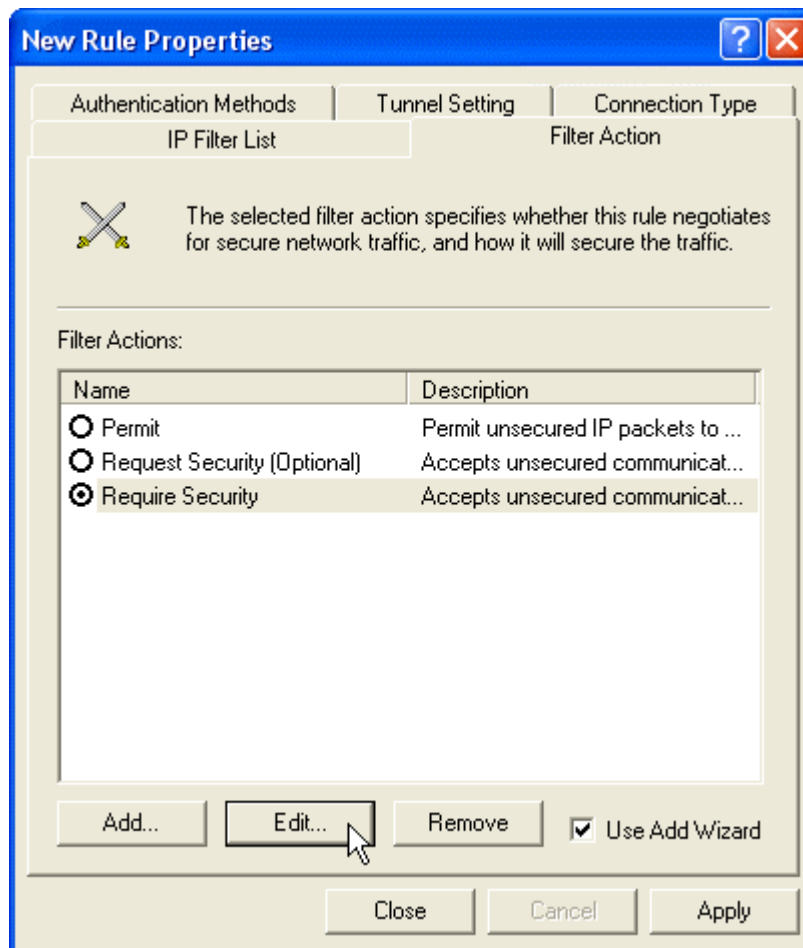 New Rule Properties
Authentication Methods Tunnel Setting Connection Type
IP Filter List Filter Action
The selected filter action specifies whether this rule negotiates
for secure network traffic, and how it will secure the traffic.
Filter Actions:
Name Description
Permit Permit unsecured IP packets to ...
Request Security (Optional) Accepts unsecured communicat...
Require Security Accepts unsecured communicat...
Add... Edit... Remove Use Add Wizard
Close Cancel Apply